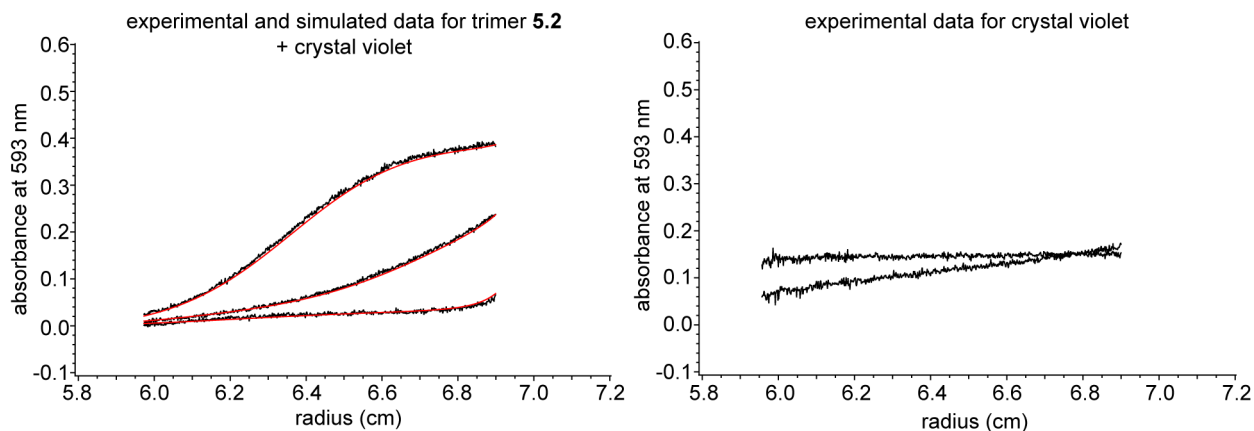 experimental and simulated data for trimer 5.2
+ crystal violet
absorbance at 593 nm
0.6
0.5
0.4
0.3
0.2
0.1
0.0
-0.1
5.8 6.0 6.2 6.4 6.6 6.8 7.0 7.2
radius (cm)
experimental data for crystal violet
absorbance at 593 nm
0.6
0.5
0.4
0.3
0.2
0.1
0.0
-0.1
5.8 6.0 6.2 6.4 6.6 6.8 7.0 7.2
radius (cm)